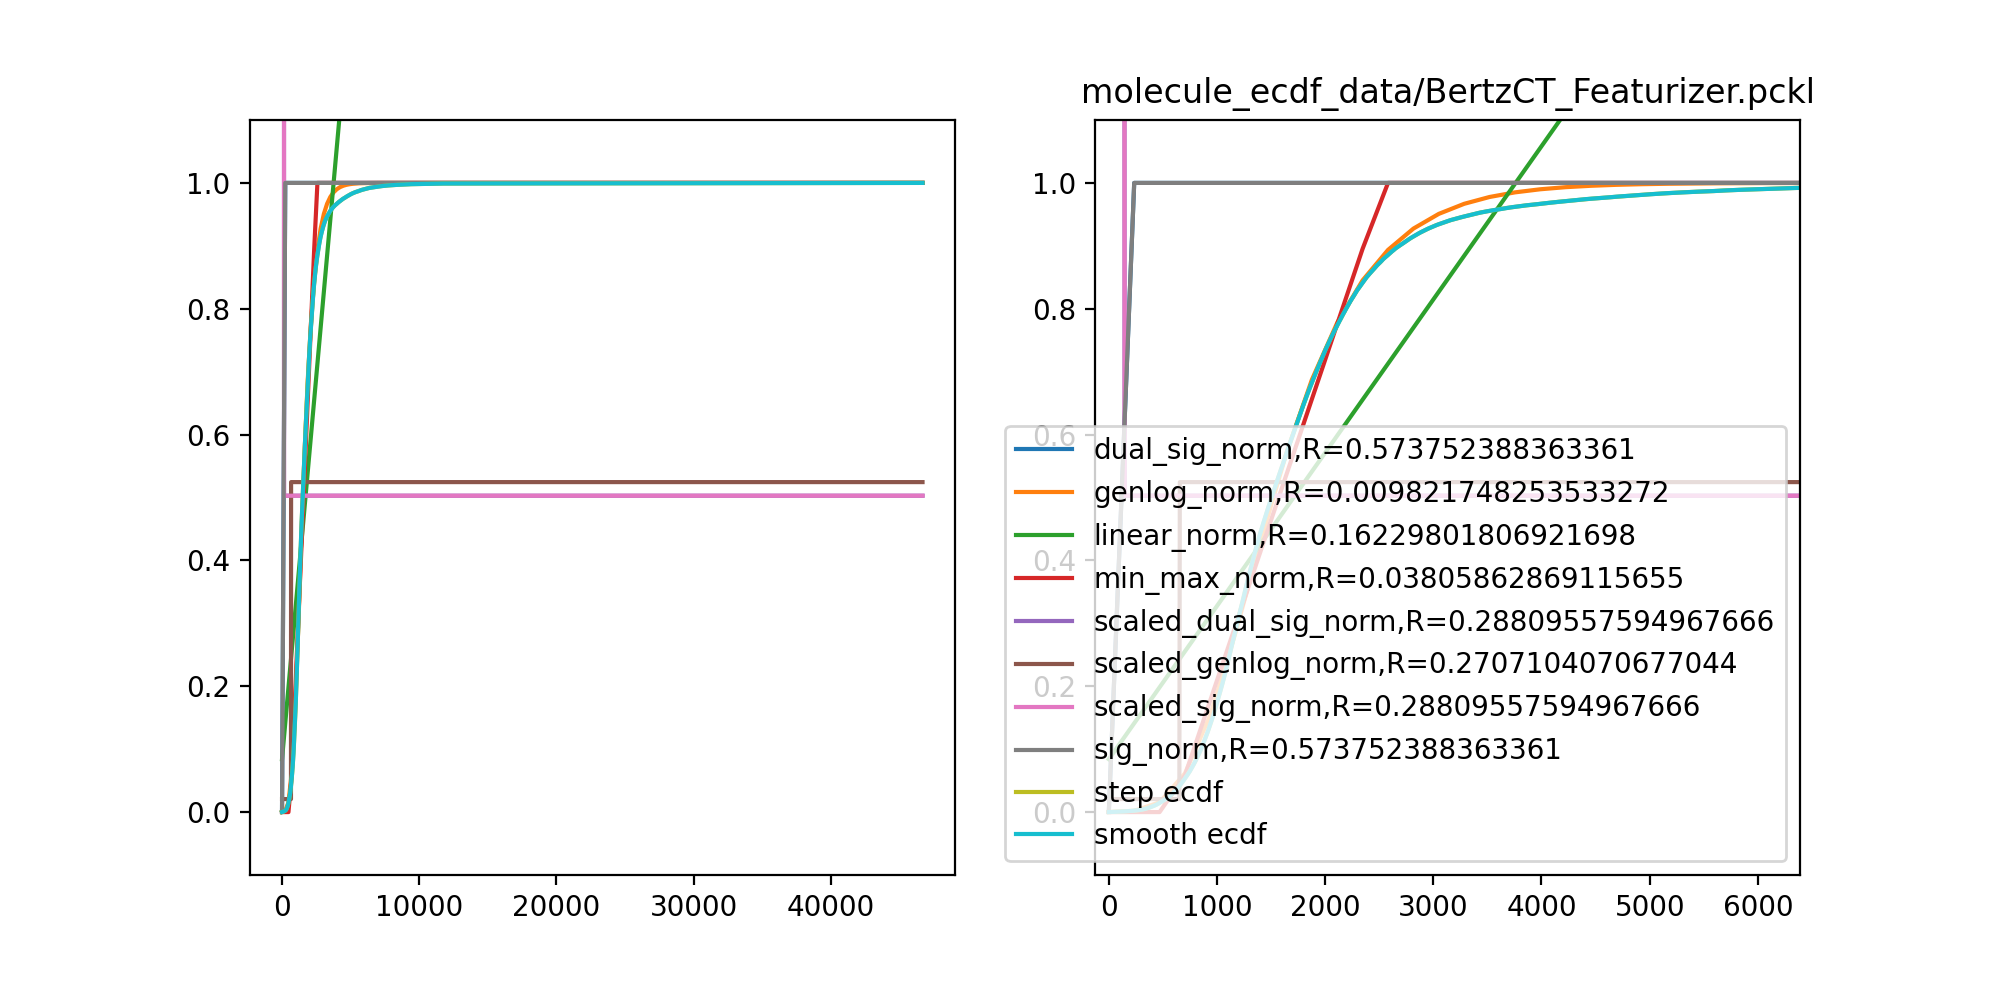 molecule_ecdf_data/BertzCT_Featurizer.pckl
1.0
0.8
0.6
0.4
0.2
0.0
0 10000 20000 30000 40000
1.0
0.8
0.6
0.4
0.2
0.0
0 1000 2000 3000 4000 5000 6000
dual_sig_norm,R=0.573752388363361
genlog_norm,R=0.009821748253533272
linear_norm,R=0.16229801806921698
min_max_norm,R=0.03805862869115655
scaled_dual_sig_norm,R=0.28809557594967666
scaled_genlog_norm,R=0.2707104070677044
scaled_sig_norm,R=0.28809557594967666
sig_norm,R=0.573752388363361
step ecdf
smooth ecdf